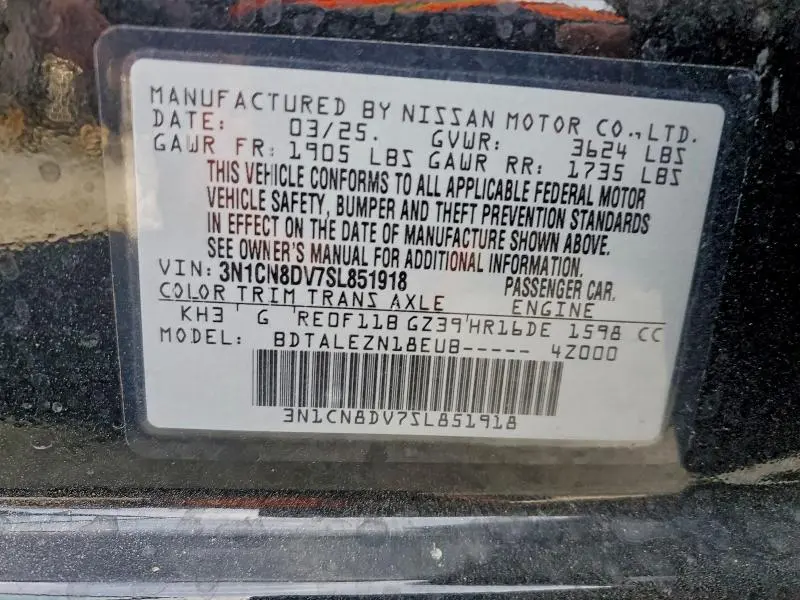 MANUFACTURED BY NISSAN MOTOR CO., LTD.
DATE: 03/25. GVWR: 3624 LBS
GAWR FR: 1905 LBS GAWR RR: 1735 LBS
THIS VEHICLE CONFORMS TO ALL APPLICABLE FEDERAL MOTOR
VEHICLE SAFETY, BUMPER AND THEFT PREVENTION STANDARDS
IN EFFECT ON THE DATE OF MANUFACTURE SHOWN ABOVE.
SEE OWNER'S MANUAL FOR ADDITIONAL INFORMATION.
VIN: 3N1CN8DV7SL851918 PASSENGER CAR.
COLOR TRIM TRANS AXLE ENGINE
KH3 G RE0F11B GZ39 HR16DE 1598 CC
MODEL: BDTALEZN18EUB----- 4Z000
3N1CN8DV7SL851918